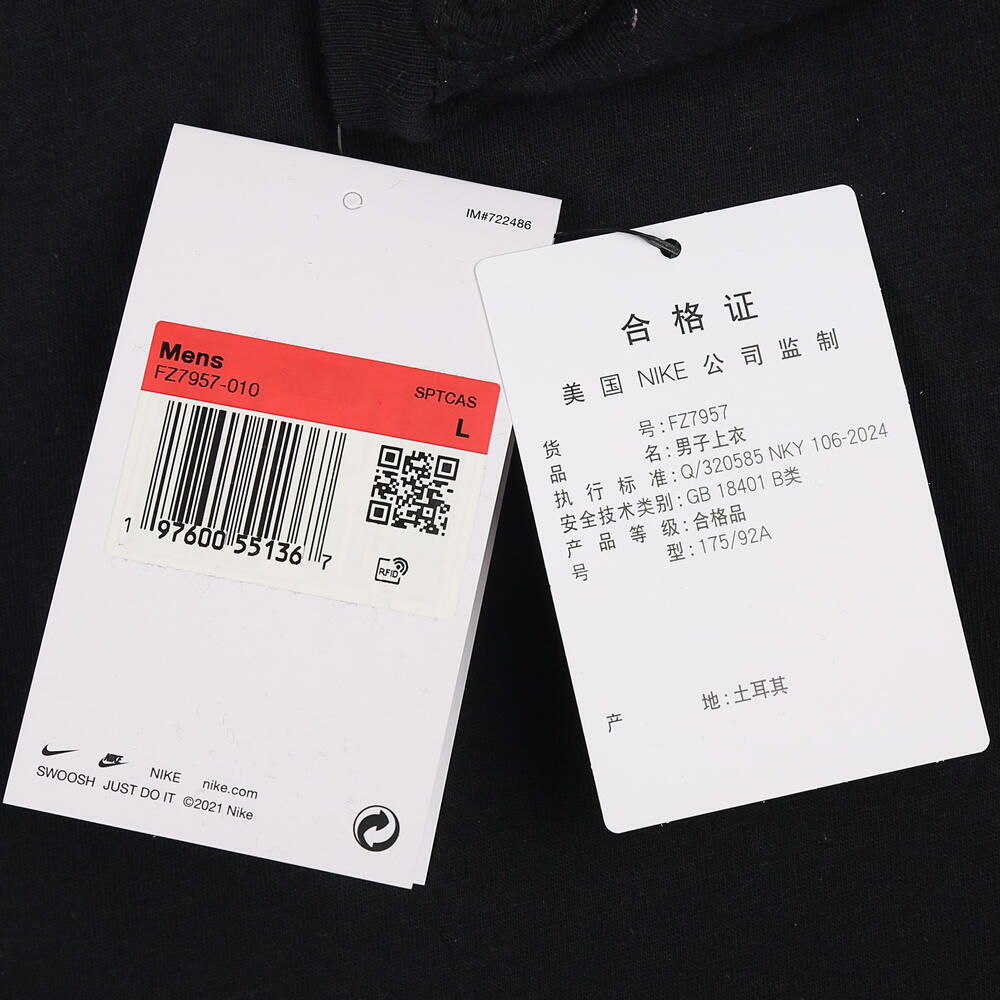 IM#722486
Mens
FZ7957-010
SPTCAS
L
1 97600 55136 7
RFID
NIKE
SWOOSH JUST DO IT NIKE nike.com
©2021 Nike
合格证
美国 NIKE 公司监制
货号:FZ7957
品名:男子上衣
执行标准:Q/320585 NKY 106-2024
安全技术类别:GB 18401 B类
产品等级:合格品
号型:175/92A
产地:土耳其